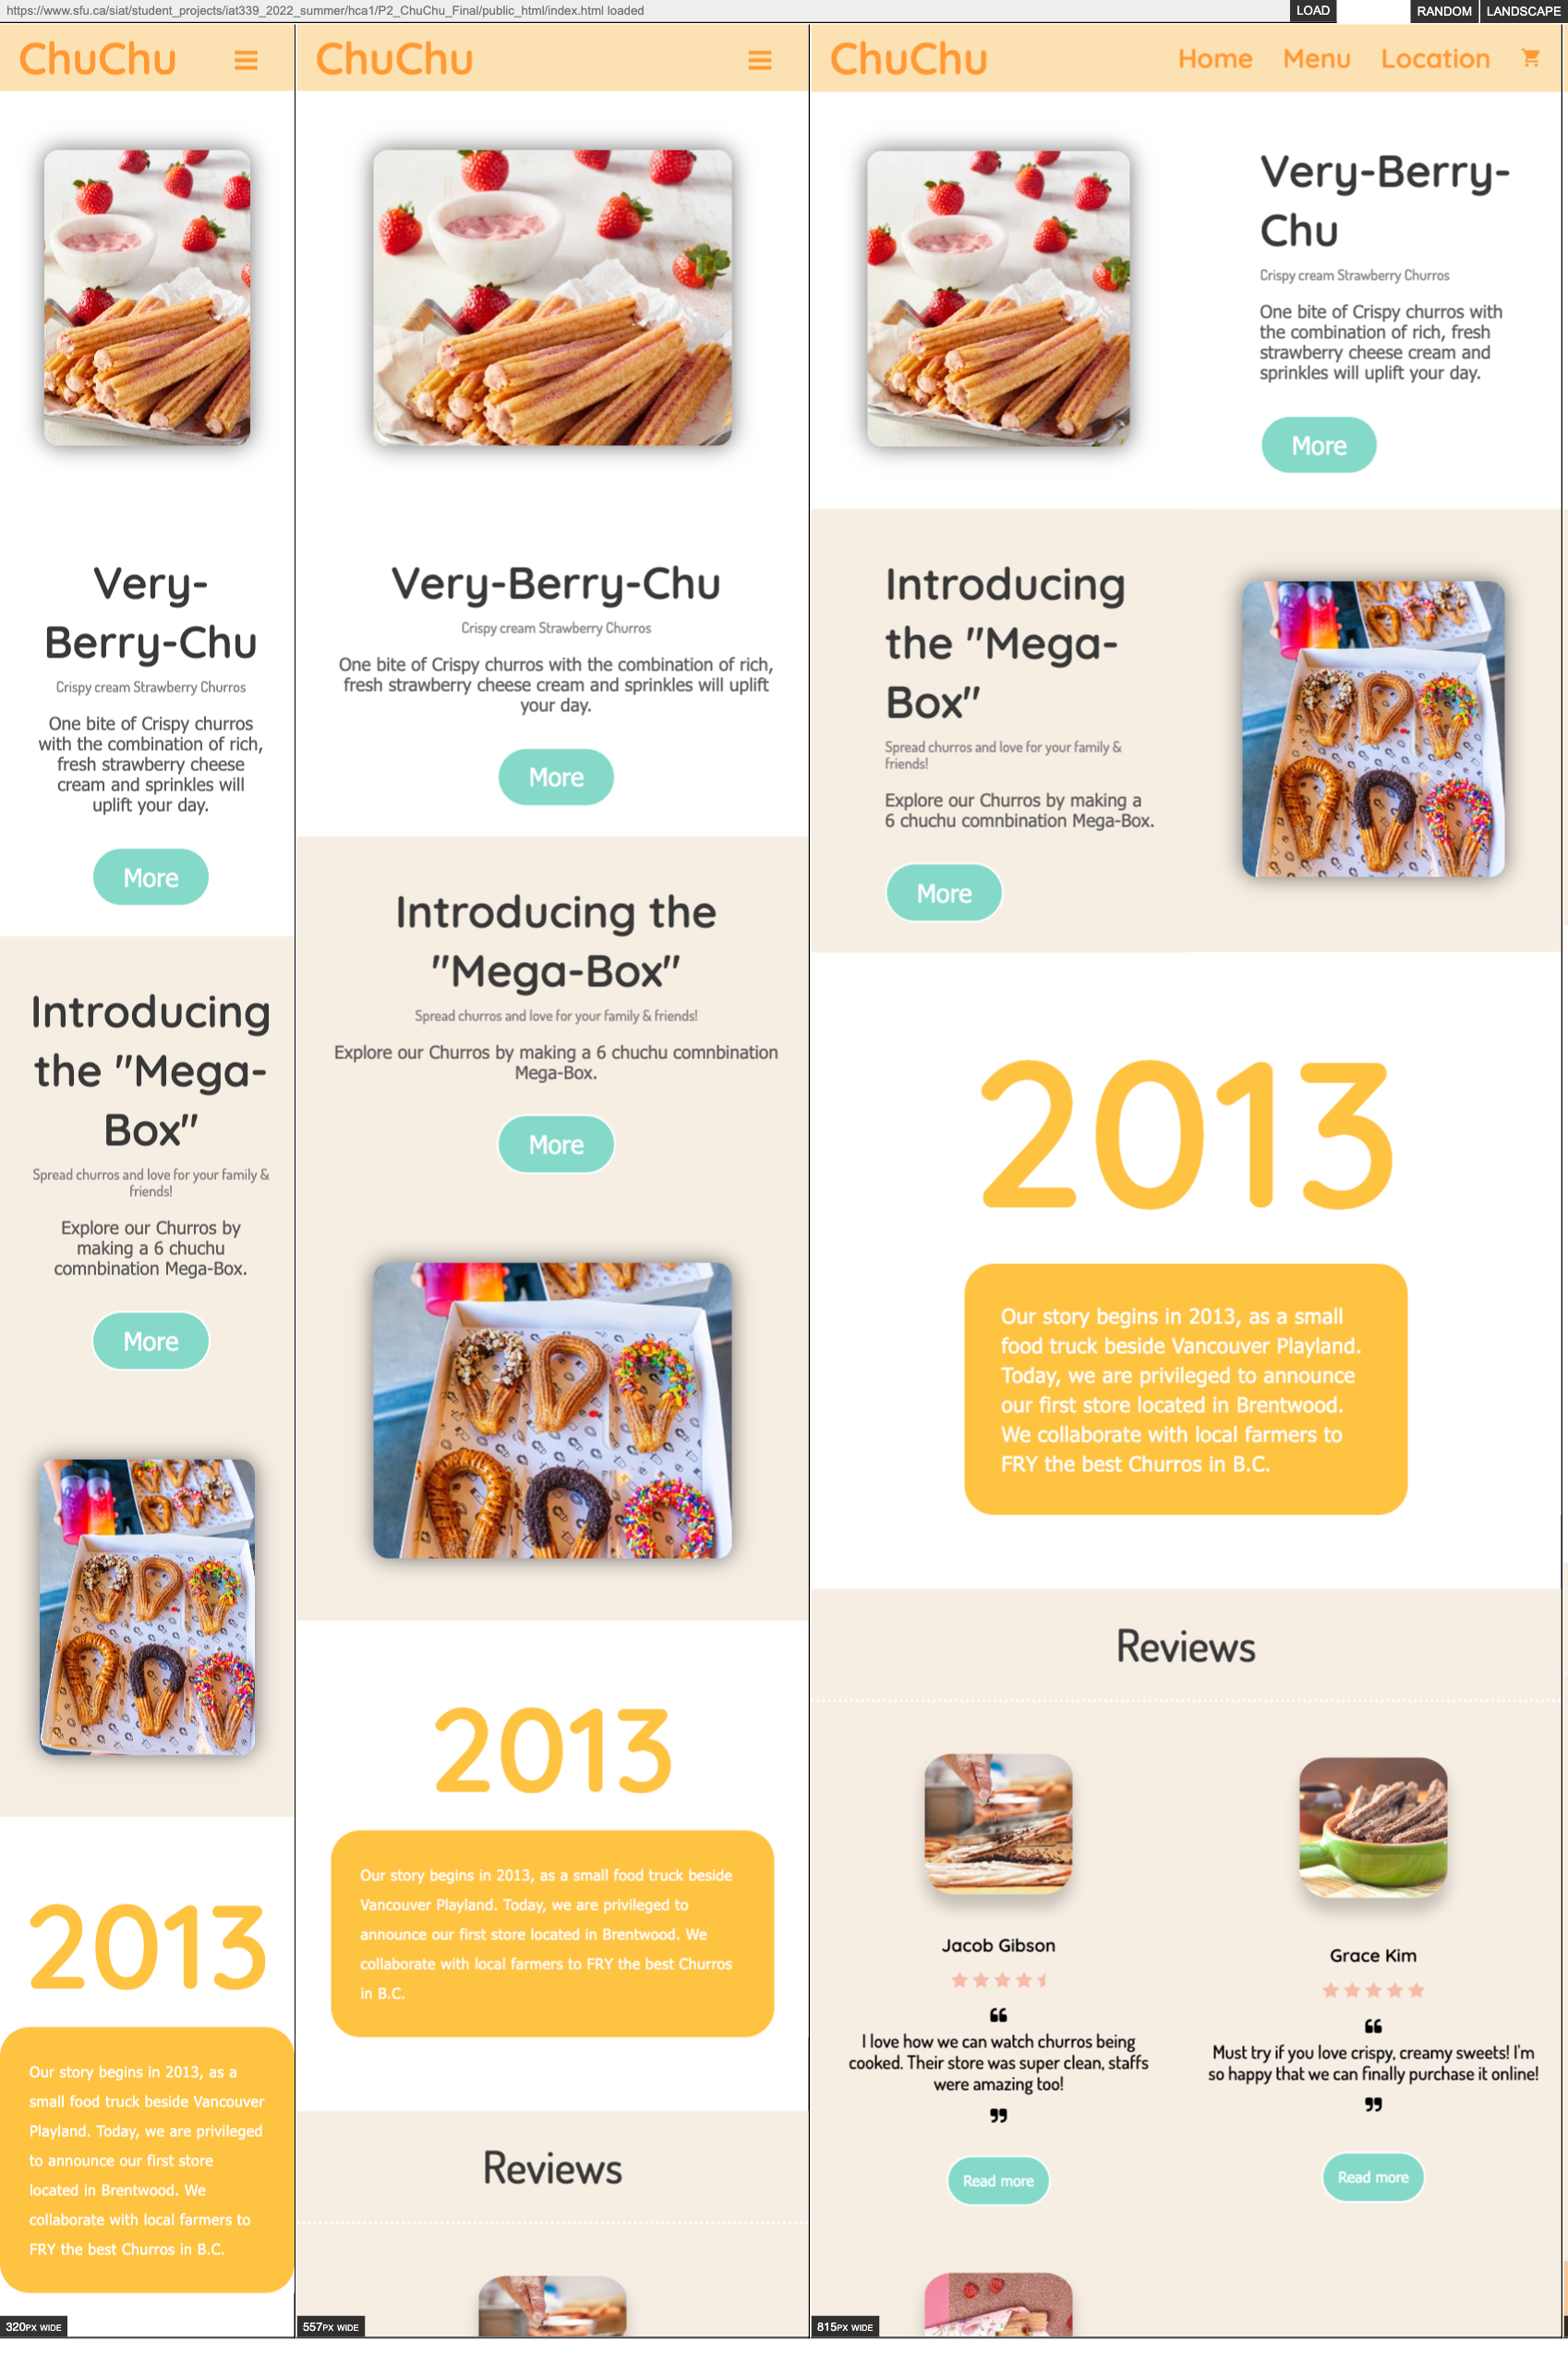 https://www.sfu.ca/siat/student_projects/iat339_2022_summer/hca1/P2_ChuChu_Final/public_html/index.html loaded
LOAD
RANDOM
LANDSCAPE
ChuChu
Very-
Berry-Chu
Crispy cream Strawberry Churros
One bite of Crispy churros
with the combination of rich,
fresh strawberry cheese
cream and sprinkles will
uplift your day.
More
Introducing
the "Mega-
Box"
Spread churros and love for your family &
friends!
Explore our Churros by
making a 6 chuchu
comnbination Mega-Box.
More
2013
Our story begins in 2013, as a
small food truck beside Vancouver
Playland. Today, we are privileged
to announce our first store
located in Brentwood. We
collaborate with local farmers to
FRY the best Churros in B.C.
320PX WIDE
ChuChu
Very-Berry-Chu
Crispy cream Strawberry Churros
One bite of Crispy churros with the combination of rich,
fresh strawberry cheese cream and sprinkles will uplift
your day.
More
Introducing the
"Mega-Box"
Spread churros and love for your family & friends!
Explore our Churros by making a 6 chuchu comnbination
Mega-Box.
More
2013
Our story begins in 2013, as a small food truck beside
Vancouver Playland. Today, we are privileged to
announce our first store located in Brentwood. We
collaborate with local farmers to FRY the best Churros
in B.C.
Reviews
557PX WIDE
ChuChu
Home
Menu
Location
Very-Berry-
Chu
Crispy cream Strawberry Churros
One bite of Crispy churros with
the combination of rich, fresh
strawberry cheese cream and
sprinkles will uplift your day.
More
Introducing
the "Mega-
Box"
Spread churros and love for your family &
friends!
Explore our Churros by making a
6 chuchu comnbination Mega-Box.
More
2013
Our story begins in 2013, as a small
food truck beside Vancouver Playland.
Today, we are privileged to announce
our first store located in Brentwood.
We collaborate with local farmers to
FRY the best Churros in B.C.
Reviews
Jacob Gibson
❝
I love how we can watch churros being
cooked. Their store was super clean, staffs
were amazing too!
❞
Read more
Grace Kim
❝
Must try if you love crispy, creamy sweets! I'm
so happy that we can finally purchase it online!
❞
Read more
815PX WIDE